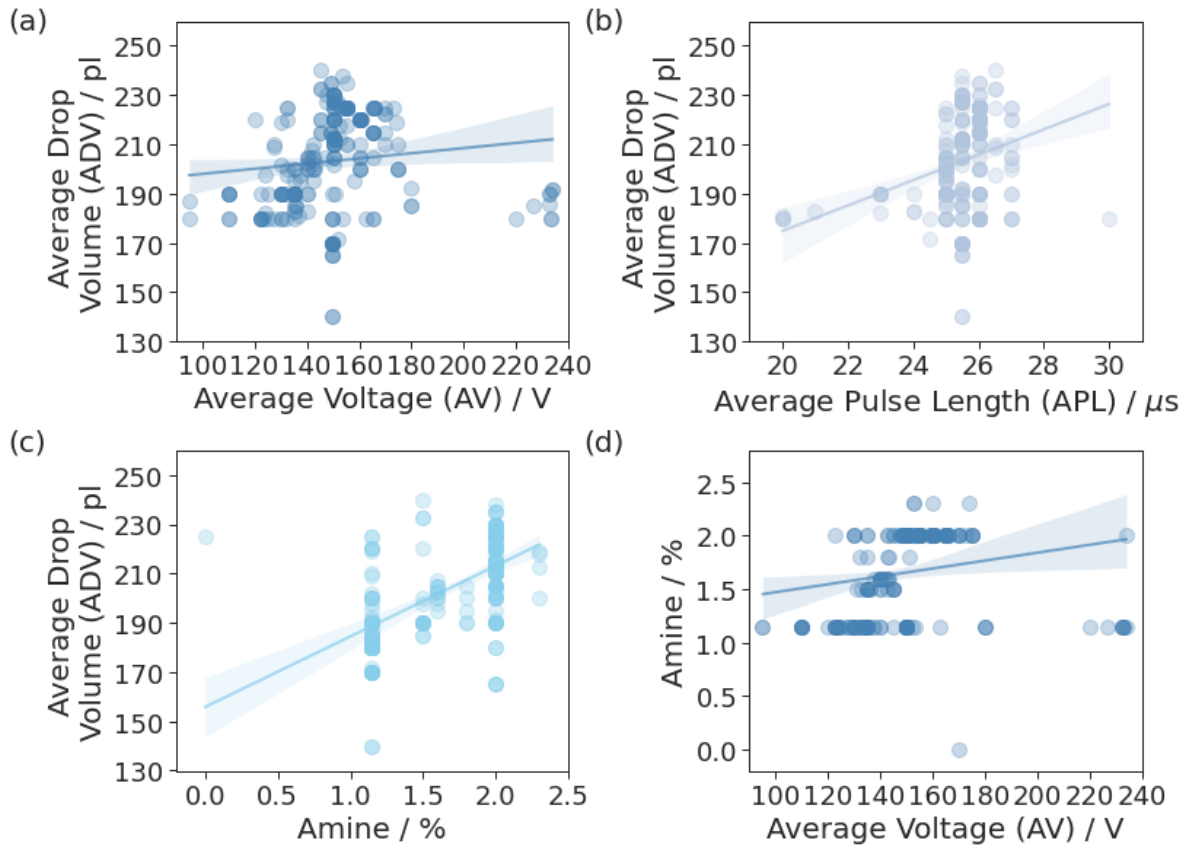 (a)
250
230
210
190
170
150
130
Average Drop
Volume (ADV) / pl
100 120 140 160 180 200 220 240
Average Voltage (AV) / V
(b)
250
230
210
190
170
150
130
Average Drop
Volume (ADV) / pl
20 22 24 26 28 30
Average Pulse Length (APL) / μs
(c)
250
230
210
190
170
150
130
Average Drop
Volume (ADV) / pl
0.0 0.5 1.0 1.5 2.0 2.5
Amine / %
(d)
2.5
2.0
1.5
1.0
0.5
0.0
Amine / %
100 120 140 160 180 200 220 240
Average Voltage (AV) / V